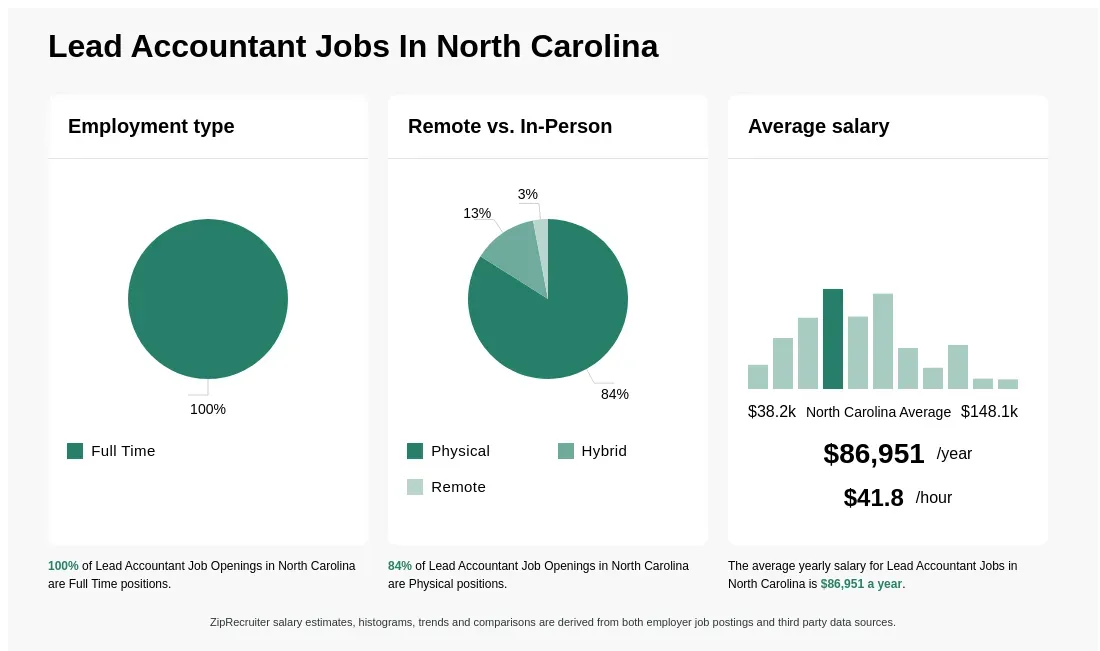 Lead Accountant Jobs In North Carolina
Employment type
100%
Full Time
100% of Lead Accountant Job Openings in North Carolina
are Full Time positions.
Remote vs. In-Person
3%
13%
84%
Physical
Hybrid
Remote
84% of Lead Accountant Job Openings in North Carolina
are Physical positions.
Average salary
$38.2k North Carolina Average $148.1k
$86,951 /year
$41.8 /hour
The average yearly salary for Lead Accountant Jobs in
North Carolina is $86,951 a year.
ZipRecruiter salary estimates, histograms, trends and comparisons are derived from both employer job postings and third party data sources.